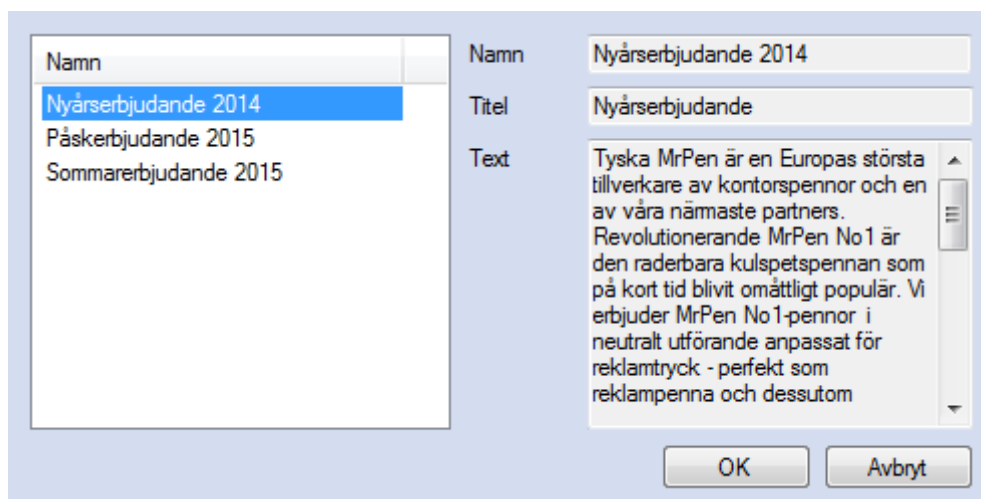 Namn
Nyårserbjudande 2014
Påskerbjudande 2015
Sommarerbjudande 2015
Namn
Nyårserbjudande 2014
Titel
Nyårserbjudande
Text
Tyska MrPen är en Europas största
tillverkare av kontorspennor och en
av våra närmaste partners.
Revolutionerande MrPen No1 är
den raderbara kulspetspennan som
på kort tid blivit omåttligt populär. Vi
erbjuder MrPen No1-pennor i
neutralt utförande anpassat för
reklamtryck - perfekt som
reklampenna och dessutom
OK
Avbryt